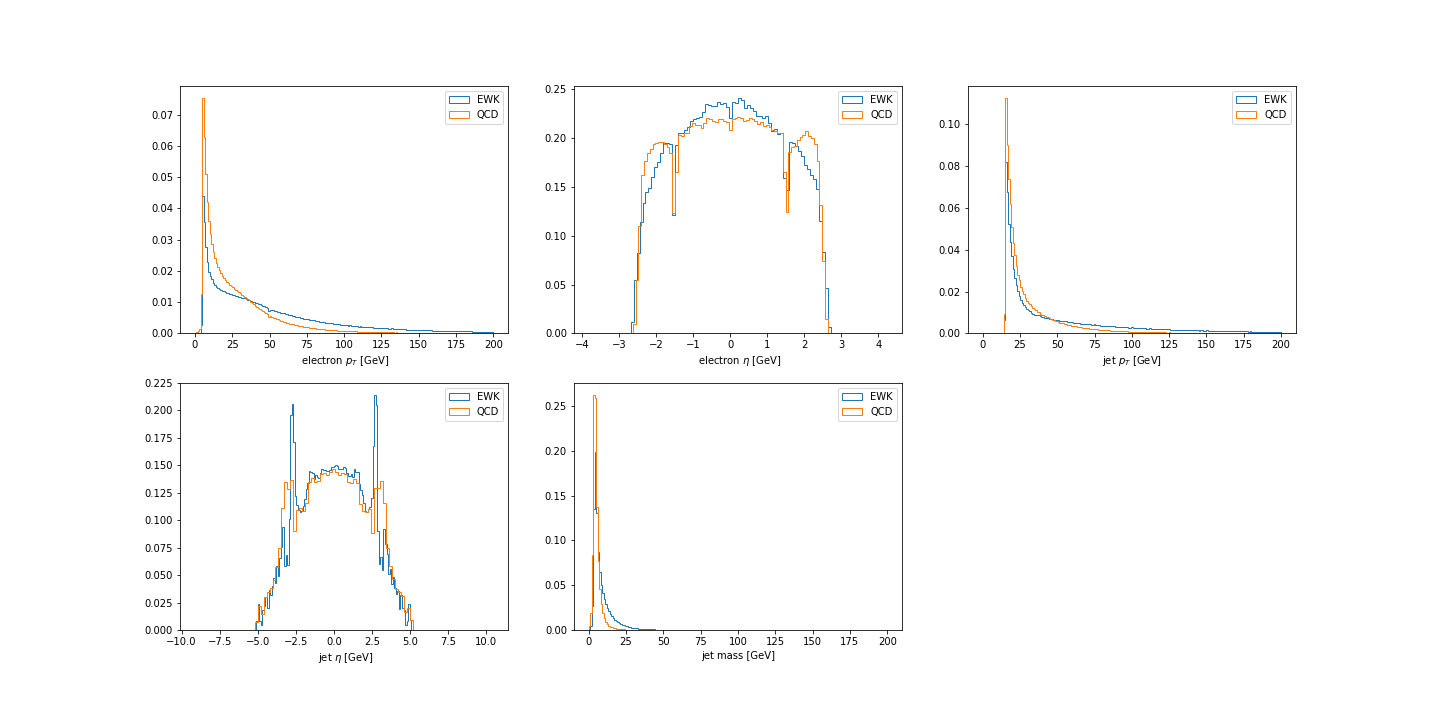 EWK
QCD
0.07
0.06
0.05
0.04
0.03
0.02
0.01
0.00
0 25 50 75 100 125 150 175 200
electron pT [GeV]
EWK
QCD
0.25
0.20
0.15
0.10
0.05
0.00
−4 −3 −2 −1 0 1 2 3 4
electron η [GeV]
EWK
QCD
0.10
0.08
0.06
0.04
0.02
0.00
0 25 50 75 100 125 150 175 200
jet pT [GeV]
EWK
QCD
0.225
0.200
0.175
0.150
0.125
0.100
0.075
0.050
0.025
0.000
−10.0 −7.5 −5.0 −2.5 0.0 2.5 5.0 7.5 10.0
jet η [GeV]
EWK
QCD
0.25
0.20
0.15
0.10
0.05
0.00
0 25 50 75 100 125 150 175 200
jet mass [GeV]